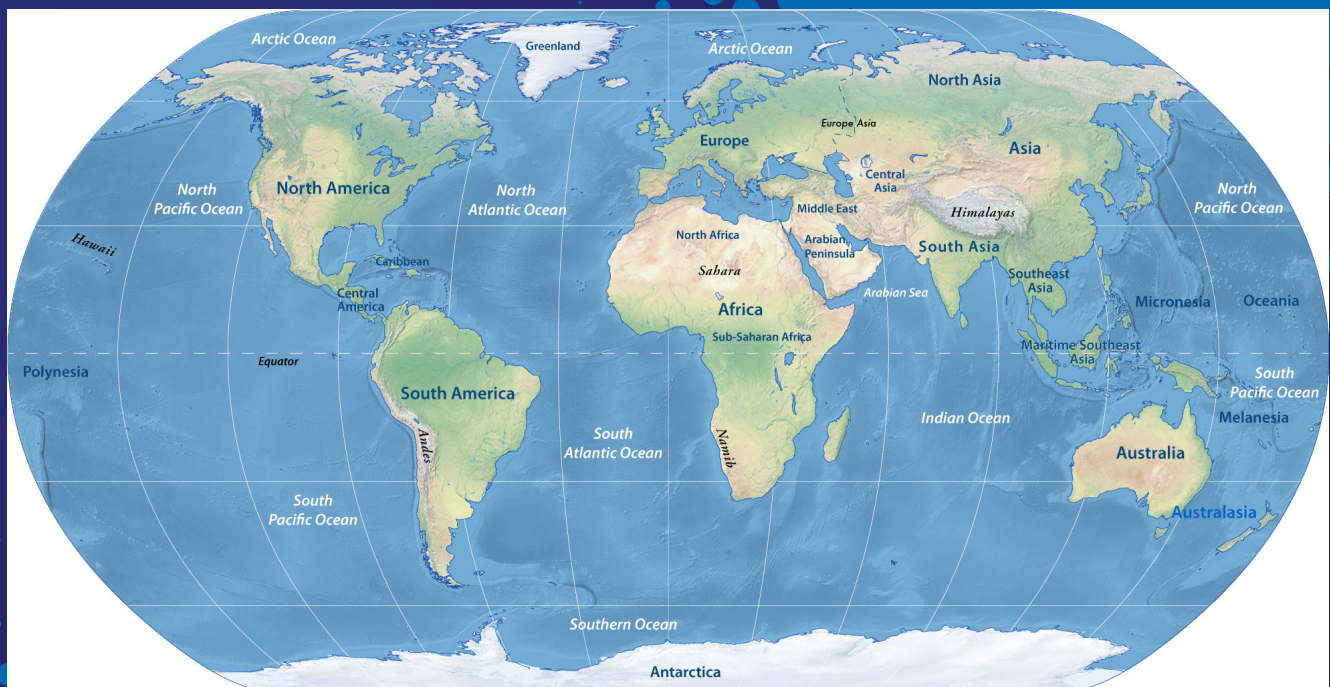 Arctic Ocean
Greenland
Arctic Ocean
North Asia
Europe Asia
Europe
Asia
North America
North
Pacific Ocean
North
Atlantic Ocean
Central
Asia
North
Pacific Ocean
Middle East
Himalayas
Hawaii
North Africa
Arabian
Peninsula
South Asia
Caribbean
Sahara
Southeast
Asia
Central
America
Arabian Sea
Micronesia
Oceania
Africa
Sub-Saharan Africa
Maritime Southeast
Asia
Equator
Polynesia
South
Pacific Ocean
South America
Indian Ocean
Melanesia
Andes
South
Atlantic Ocean
Namib
Australia
South
Pacific Ocean
Australasia
Southern Ocean
Antarctica